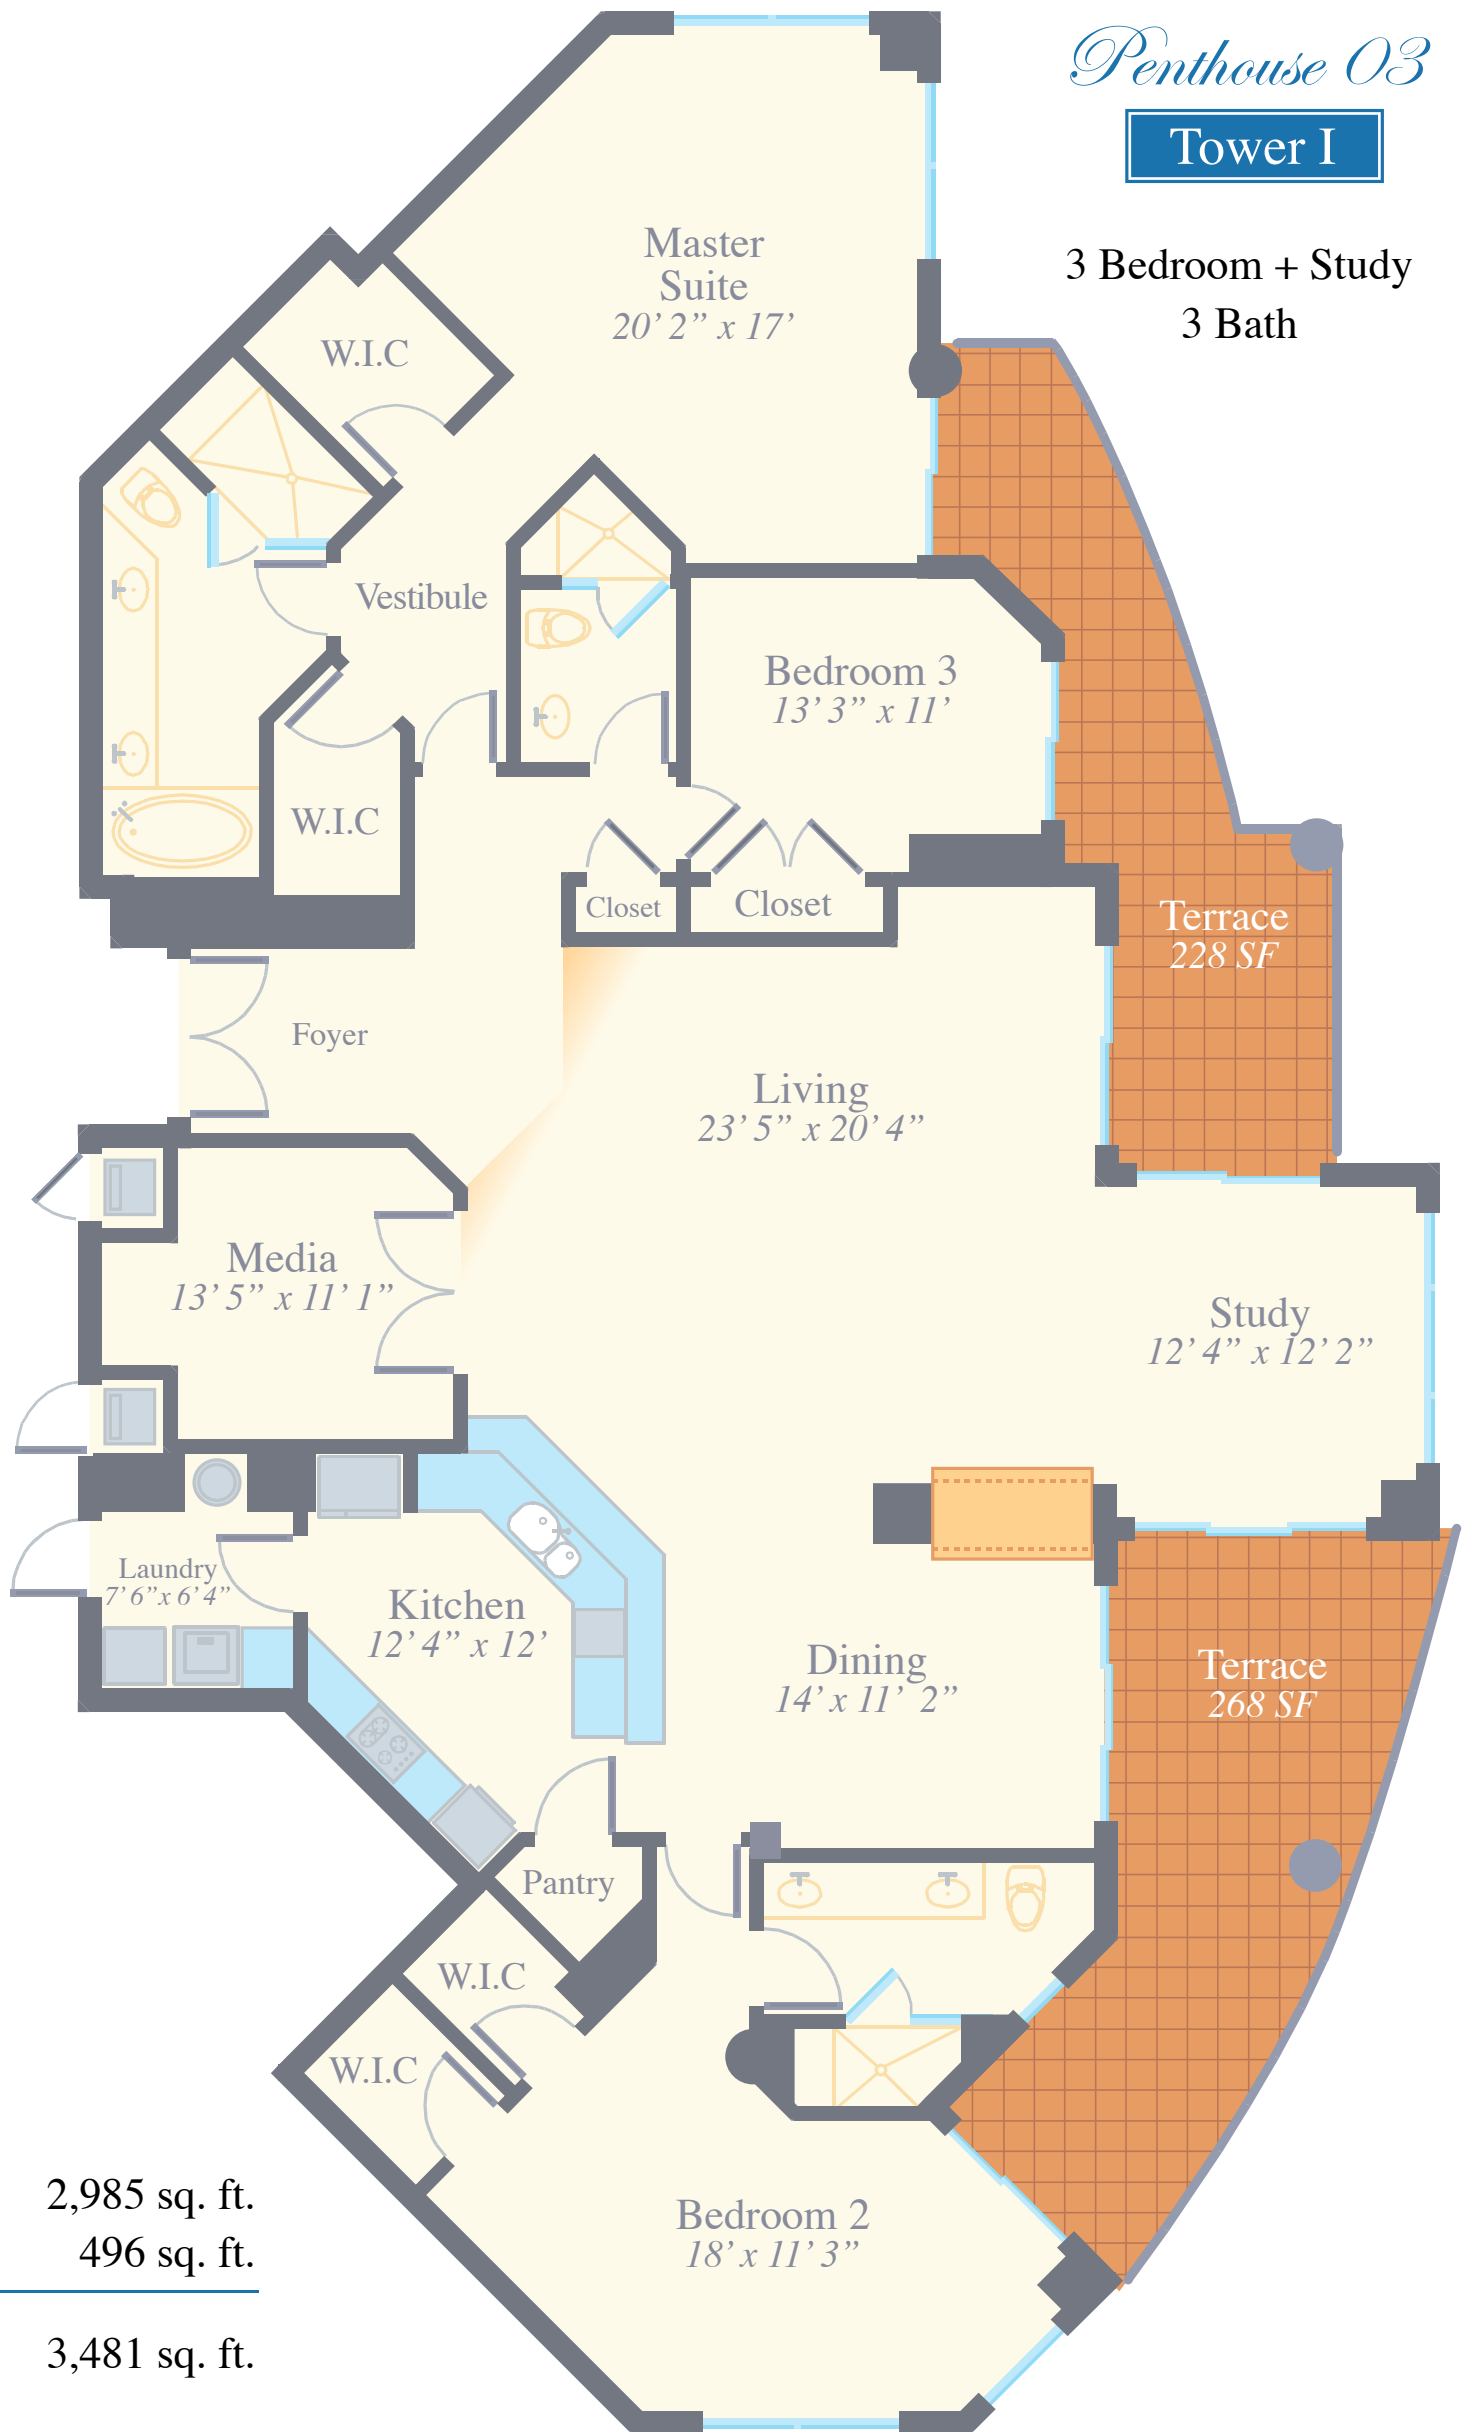 Penthouse 03
Tower I
3 Bedroom + Study
3 Bath
Master
Suite
20’ 2” x 17’
W.I.C
Vestibule
Bedroom 3
13’ 3” x 11’
W.I.C
Closet
Closet
Terrace
228 SF
Foyer
Living
23’ 5” x 20’ 4”
Media
13’ 5” x 11’ 1”
Study
12’ 4” x 12’ 2”
Laundry
7’ 6” x 6’ 4”
Kitchen
12’ 4” x 12’
Dining
14’ x 11’ 2”
Terrace
268 SF
Pantry
W.I.C
W.I.C
Bedroom 2
18’ x 11’ 3”
2,985 sq. ft.
496 sq. ft.
3,481 sq. ft.